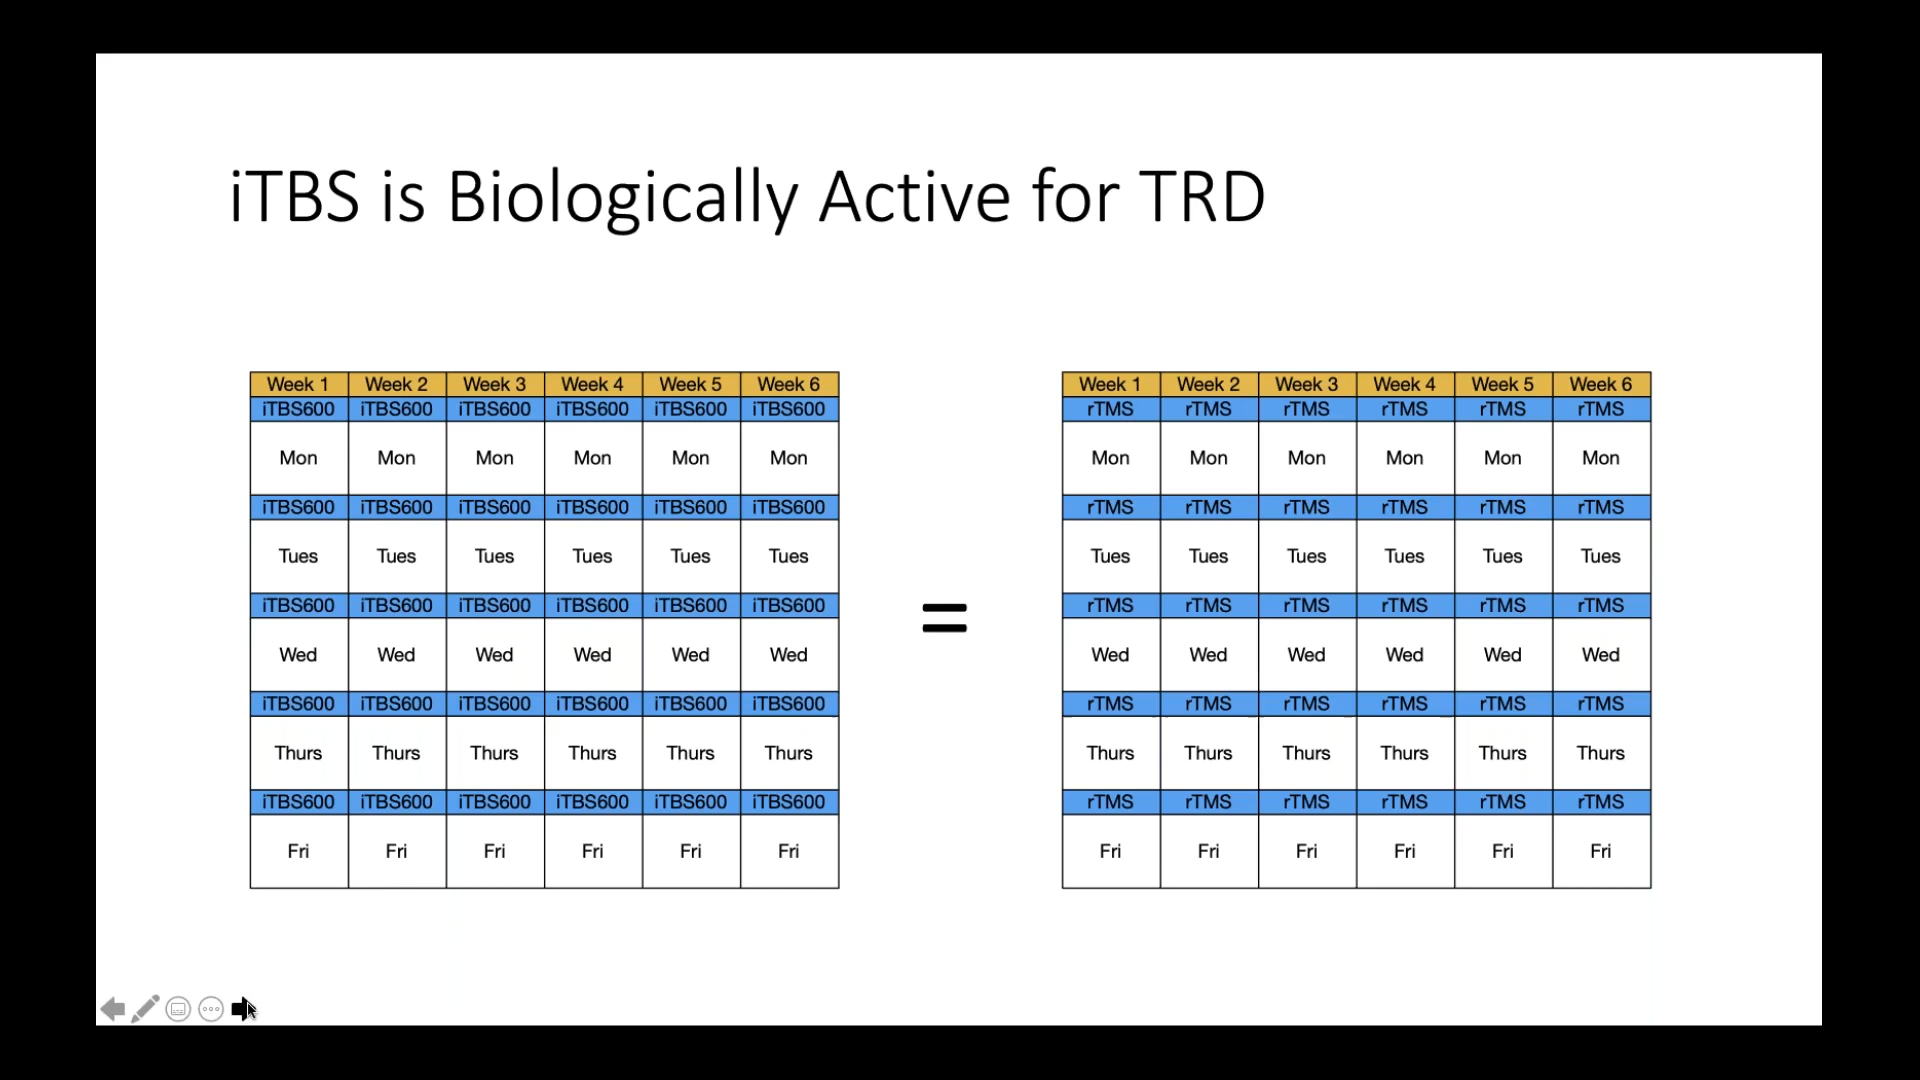 iTBS is Biologically Active for TRD
Week 1 Week 2 Week 3 Week 4 Week 5 Week 6
iTBS600 iTBS600 iTBS600 iTBS600 iTBS600 iTBS600
Mon Mon Mon Mon Mon Mon
iTBS600 iTBS600 iTBS600 iTBS600 iTBS600 iTBS600
Tues Tues Tues Tues Tues Tues
iTBS600 iTBS600 iTBS600 iTBS600 iTBS600 iTBS600
Wed Wed Wed Wed Wed Wed
iTBS600 iTBS600 iTBS600 iTBS600 iTBS600 iTBS600
Thurs Thurs Thurs Thurs Thurs Thurs
iTBS600 iTBS600 iTBS600 iTBS600 iTBS600 iTBS600
Fri Fri Fri Fri Fri Fri
=
Week 1 Week 2 Week 3 Week 4 Week 5 Week 6
rTMS rTMS rTMS rTMS rTMS rTMS
Mon Mon Mon Mon Mon Mon
rTMS rTMS rTMS rTMS rTMS rTMS
Tues Tues Tues Tues Tues Tues
rTMS rTMS rTMS rTMS rTMS rTMS
Wed Wed Wed Wed Wed Wed
rTMS rTMS rTMS rTMS rTMS rTMS
Thurs Thurs Thurs Thurs Thurs Thurs
rTMS rTMS rTMS rTMS rTMS rTMS
Fri Fri Fri Fri Fri Fri